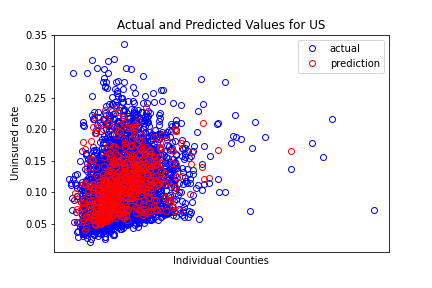 Actual and Predicted Values for US
actual
prediction
0.35
0.30
0.25
0.20
0.15
0.10
0.05
Uninsured rate
Individual Counties